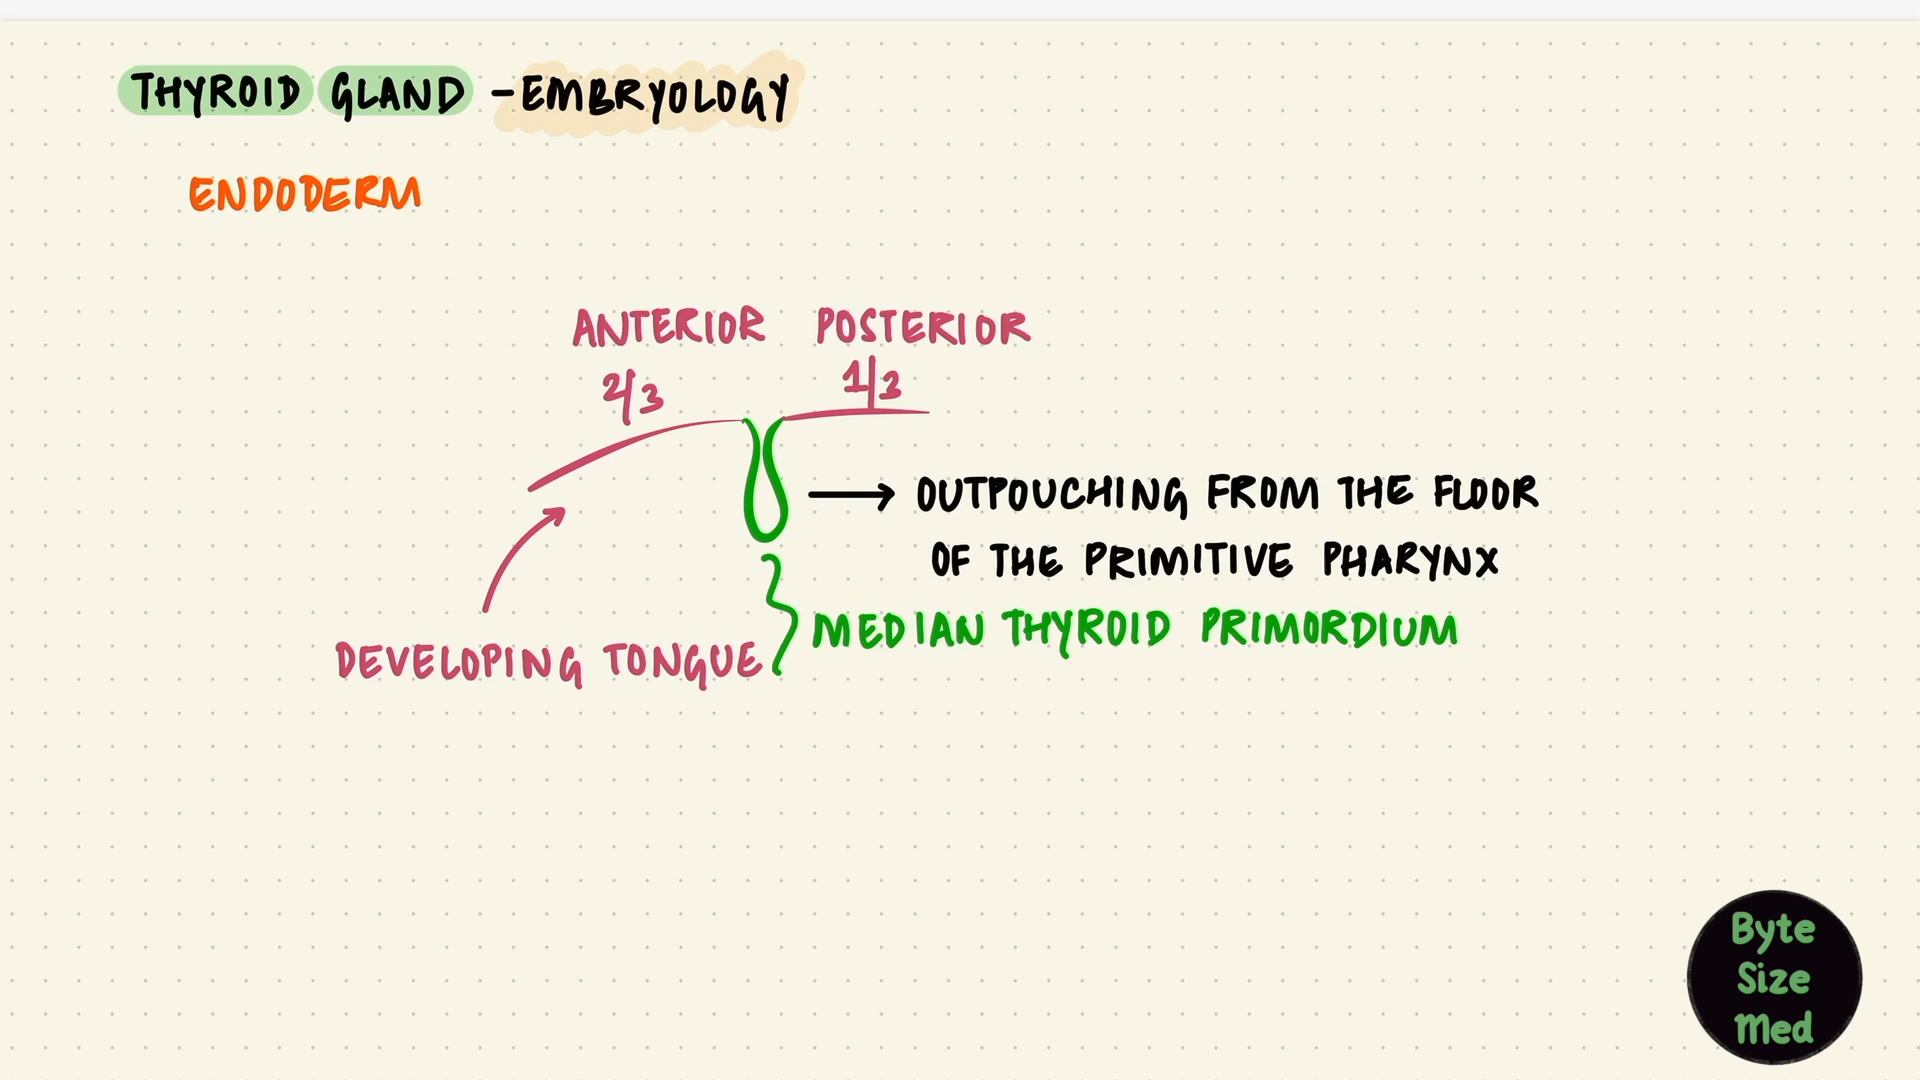 THYROID GLAND - EMBRYOLOGY
ENDODERM
ANTERIOR POSTERIOR
2/3 1/3
OUTPOUCHING FROM THE FLOOR
OF THE PRIMITIVE PHARYNX
MEDIAN THYROID PRIMORDIUM
DEVELOPING TONGUE
Byte
Size
Med